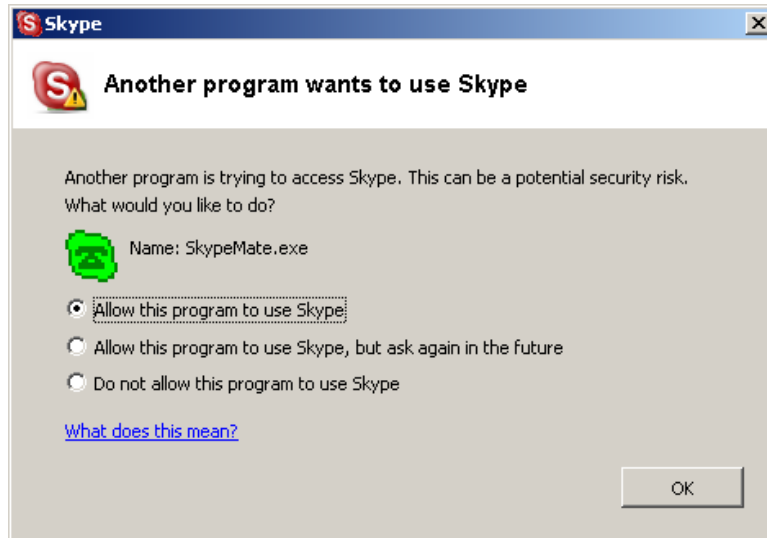 Skype
Another program wants to use Skype
Another program is trying to access Skype. This can be a potential security risk.
What would you like to do?
Name: SkypeMate.exe
Allow this program to use Skype
Allow this program to use Skype, but ask again in the future
Do not allow this program to use Skype
What does this mean?
OK